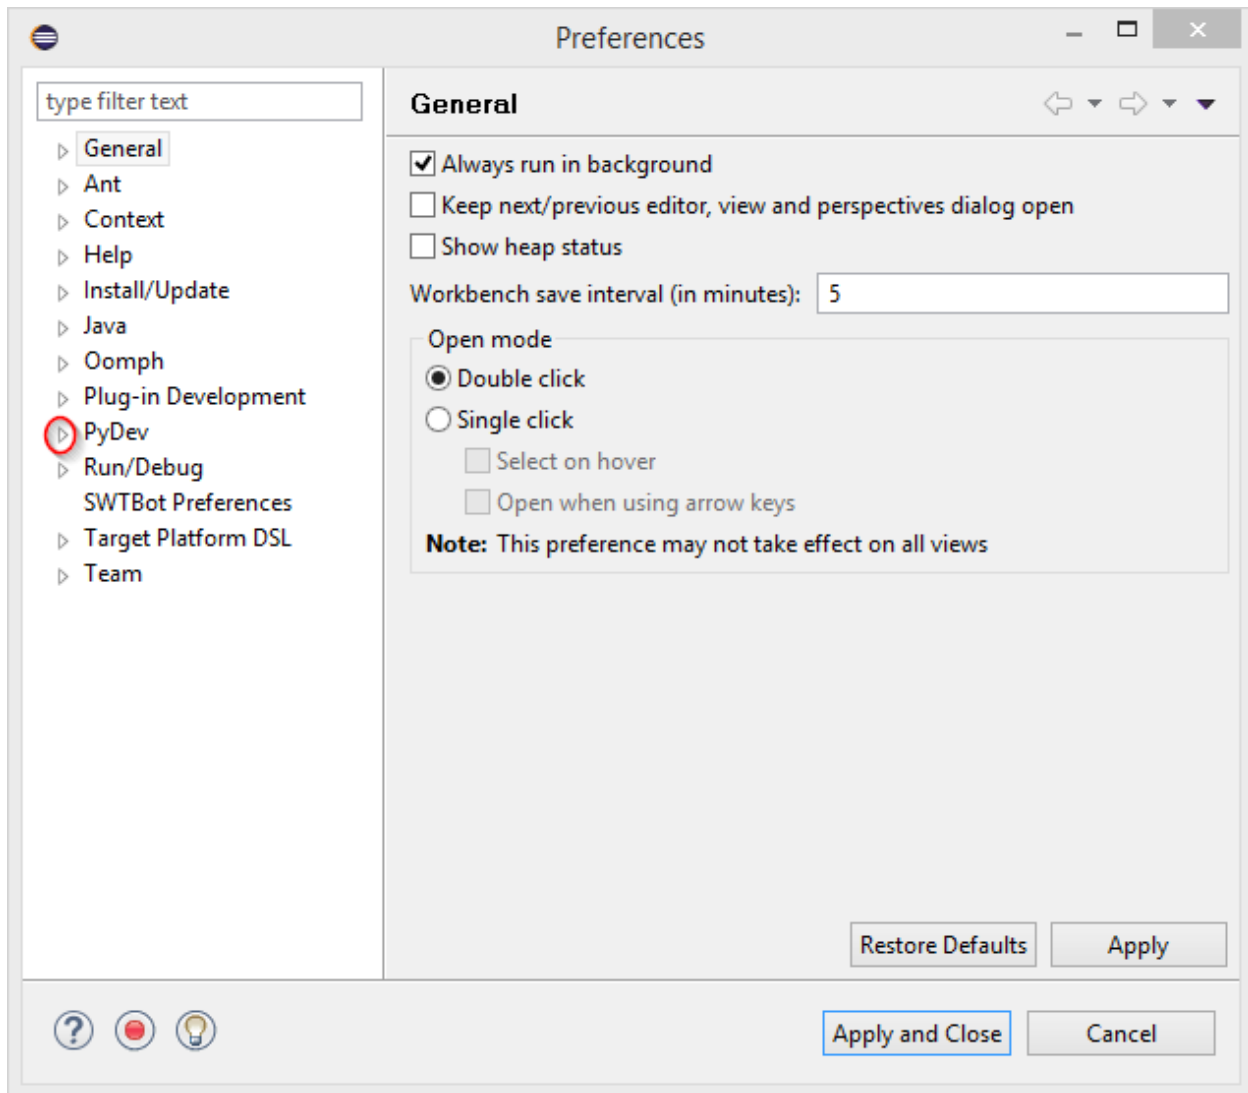 Preferences
type filter text
General
Ant
Context
Help
Install/Update
Java
Oomph
Plug-in Development
PyDev
Run/Debug
SWTBot Preferences
Target Platform DSL
Team
General
Always run in background
Keep next/previous editor, view and perspectives dialog open
Show heap status
Workbench save interval (in minutes): 5
Open mode
Double click
Single click
Select on hover
Open when using arrow keys
Note: This preference may not take effect on all views
Restore Defaults Apply
? Apply and Close Cancel